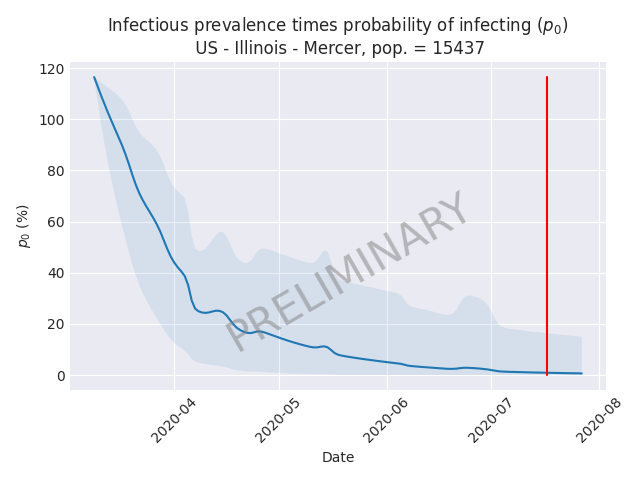 Infectious prevalence times probability of infecting (p₀)
US - Illinois - Mercer, pop. = 15437
120
100
80
60
40
20
0
p₀ (%)
PRELIMINARY
2020-04
2020-05
2020-06
2020-07
2020-08
Date